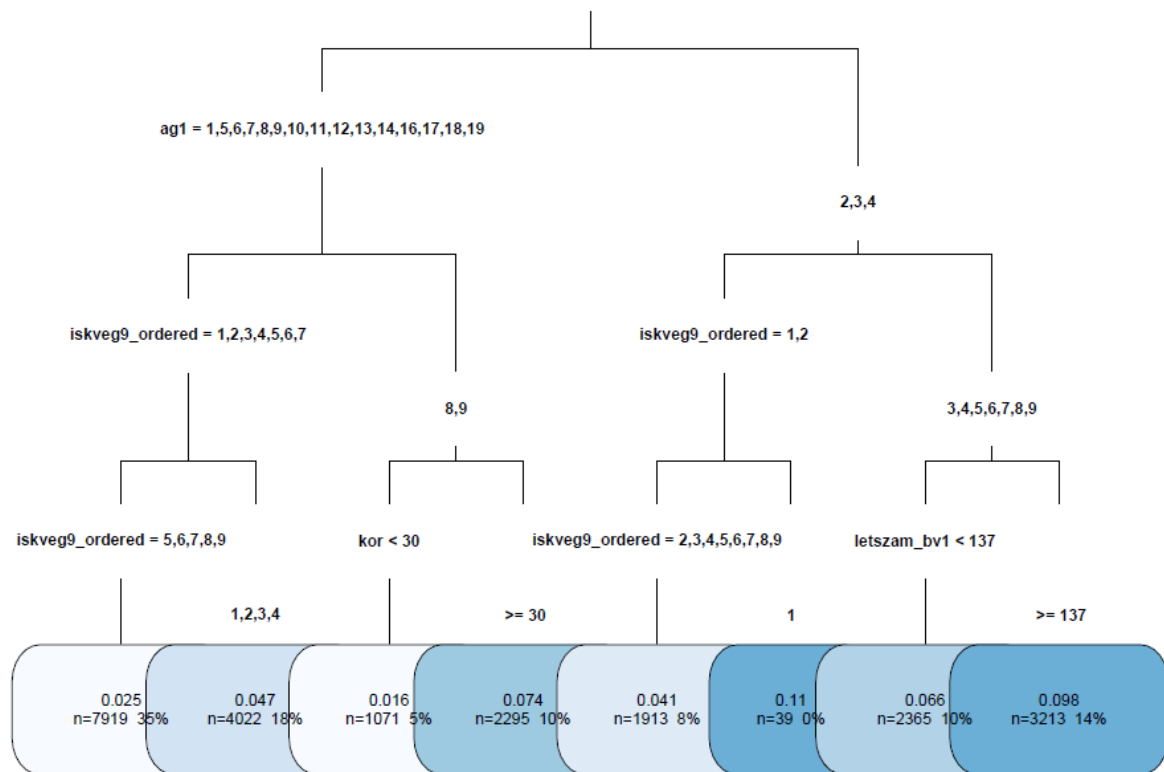 ag1 = 1,5,6,7,8,9,10,11,12,13,14,16,17,18,19
2,3,4
iskveg9_ordered = 1,2,3,4,5,6,7
iskveg9_ordered = 1,2
8,9
3,4,5,6,7,8,9
iskveg9_ordered = 5,6,7,8,9
kor < 30
iskveg9_ordered = 2,3,4,5,6,7,8,9
letszam_bv1 < 137
1,2,3,4
>= 30
1
>= 137
0.025
n=7919 35%
0.047
n=4022 18%
0.016
n=1071 5%
0.074
n=2295 10%
0.041
n=1913 8%
0.11
n=39 0%
0.066
n=2365 10%
0.098
n=3213 14%